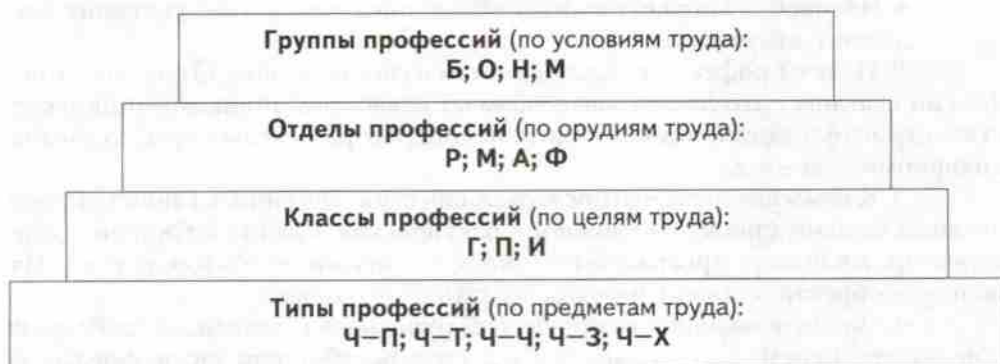 Группы профессий (по условиям труда):
Б; О; Н; М
Отделы профессий (по орудиям труда):
Р; М; А; Ф
Классы профессий (по целям труда):
Г; П; И
Типы профессий (по предметам труда):
Ч–П; Ч–Т; Ч–Ч; Ч–З; Ч–Х